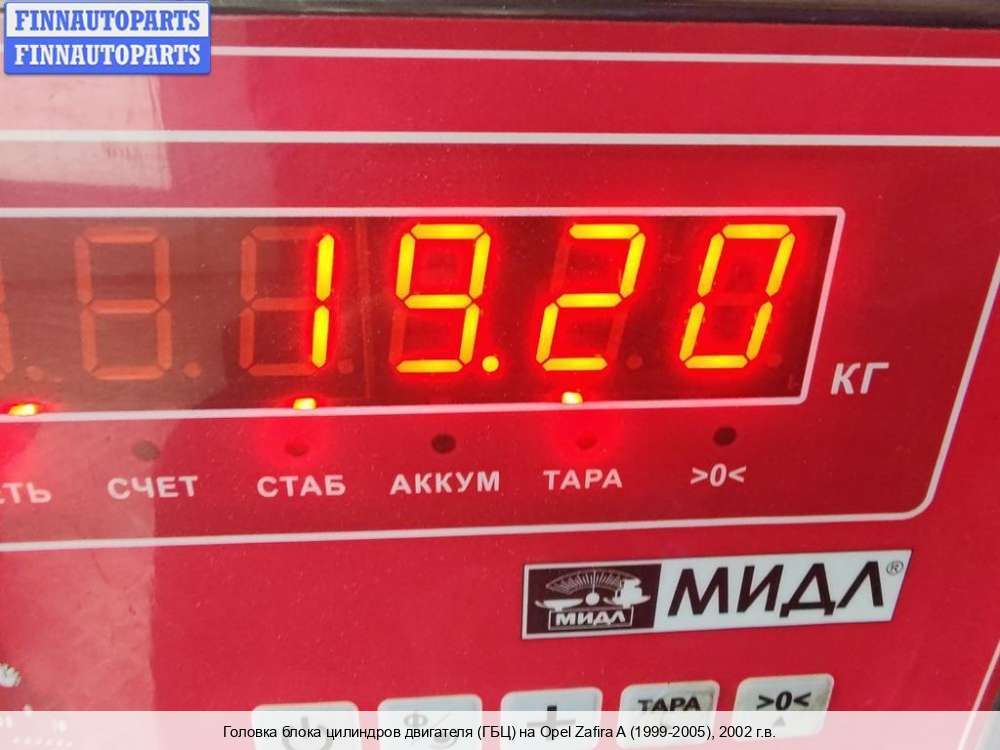 FINNAUTOPARTS
FINNAUTOPARTS
19.20
КГ
СЧЕТ СТАБ АККУМ ТАРА >0<
МИДЛ МИДЛ®
ТАРА >0<
Головка блока цилиндров двигателя (ГБЦ) на Opel Zafira A (1999-2005), 2002 г.в.